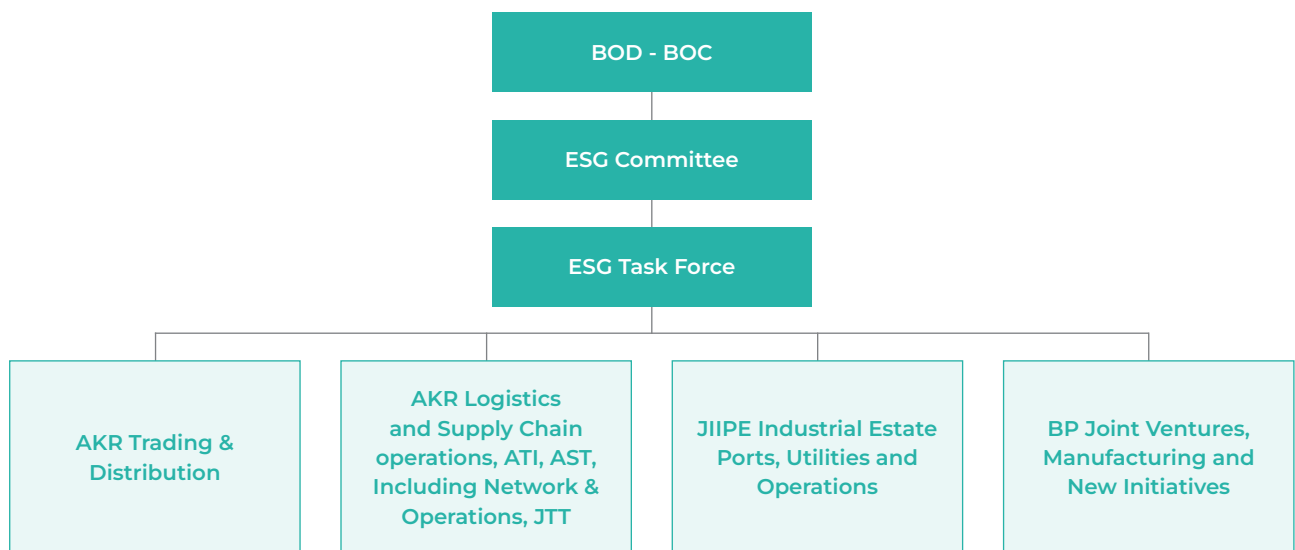 BOD - BOC
ESG Committee
ESG Task Force
AKR Trading &
Distribution
AKR Logistics
and Supply Chain
operations, ATI, AST,
Including Network &
Operations, JTT
JIIPE Industrial Estate
Ports, Utilities and
Operations
BP Joint Ventures,
Manufacturing and
New Initiatives